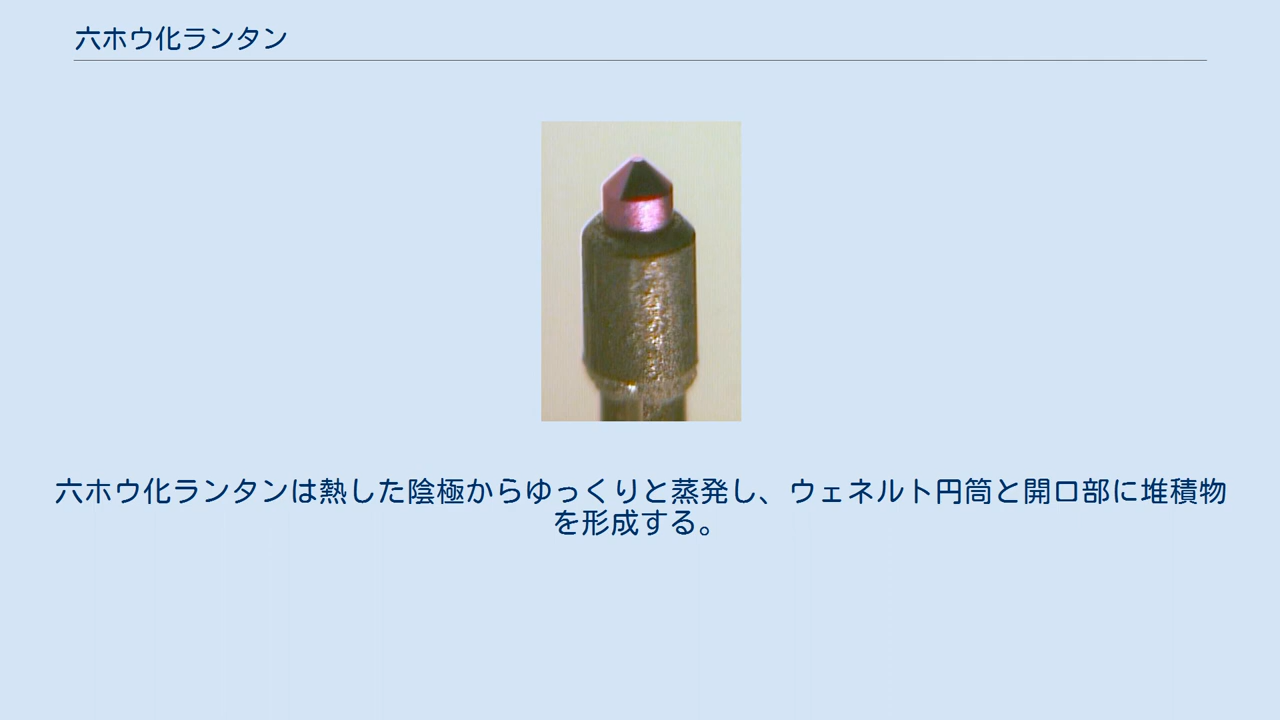 六ホウ化ランタン
六ホウ化ランタンは熱した陰極からゆっくりと蒸発し、ウェネルト円筒と開口部に堆積物
を形成する。